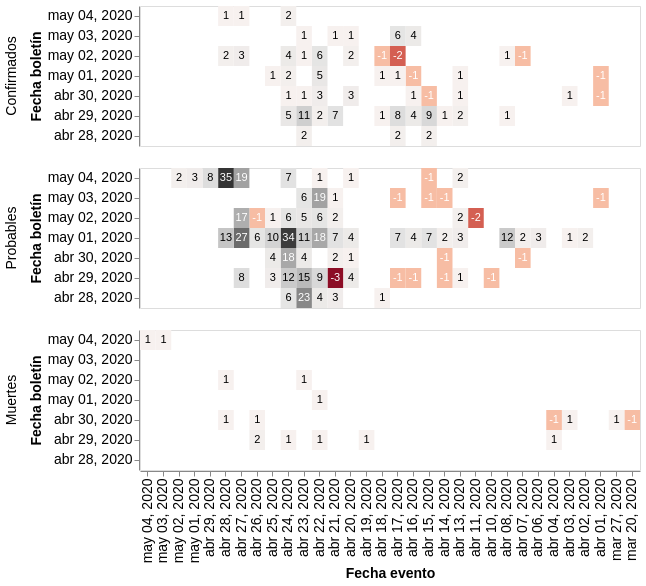 Confirmados
Fecha boletín
may 04, 2020 1 1 2
may 03, 2020 1 1 1 6 4
may 02, 2020 2 3 4 1 6 2 -1 -2 1 -1
may 01, 2020 1 2 5 1 1 -1 1 -1
abr 30, 2020 1 1 3 3 1 -1 1 1 -1
abr 29, 2020 5 11 2 7 1 8 4 9 1 2 1
abr 28, 2020 2 2 2
Probables
Fecha boletín
may 04, 2020 2 3 8 35 19 7 1 1 -1 2
may 03, 2020 6 19 1 -1 -1 -1 -1
may 02, 2020 17 -1 1 6 5 6 2 2 -2
may 01, 2020 13 27 6 10 34 11 18 7 4 7 4 7 2 3 12 2 3 1 2
abr 30, 2020 4 18 4 2 1 -1 -1
abr 29, 2020 8 3 12 15 9 -3 4 -1 -1 -1 1 -1
abr 28, 2020 6 23 4 3 1
Muertes
Fecha boletín
may 04, 2020 1 1
may 03, 2020
may 02, 2020 1 1
may 01, 2020 1
abr 30, 2020 1 1 -1 1 1 -1
abr 29, 2020 2 1 1 1 1
abr 28, 2020
may 04, 2020
may 03, 2020
may 02, 2020
may 01, 2020
abr 29, 2020
abr 28, 2020
abr 27, 2020
abr 26, 2020
abr 25, 2020
abr 24, 2020
abr 23, 2020
abr 22, 2020
abr 21, 2020
abr 20, 2020
abr 19, 2020
abr 18, 2020
abr 17, 2020
abr 16, 2020
abr 15, 2020
abr 14, 2020
abr 13, 2020
abr 11, 2020
abr 10, 2020
abr 08, 2020
abr 07, 2020
abr 06, 2020
abr 04, 2020
abr 03, 2020
abr 02, 2020
abr 01, 2020
mar 27, 2020
mar 20, 2020
Fecha evento